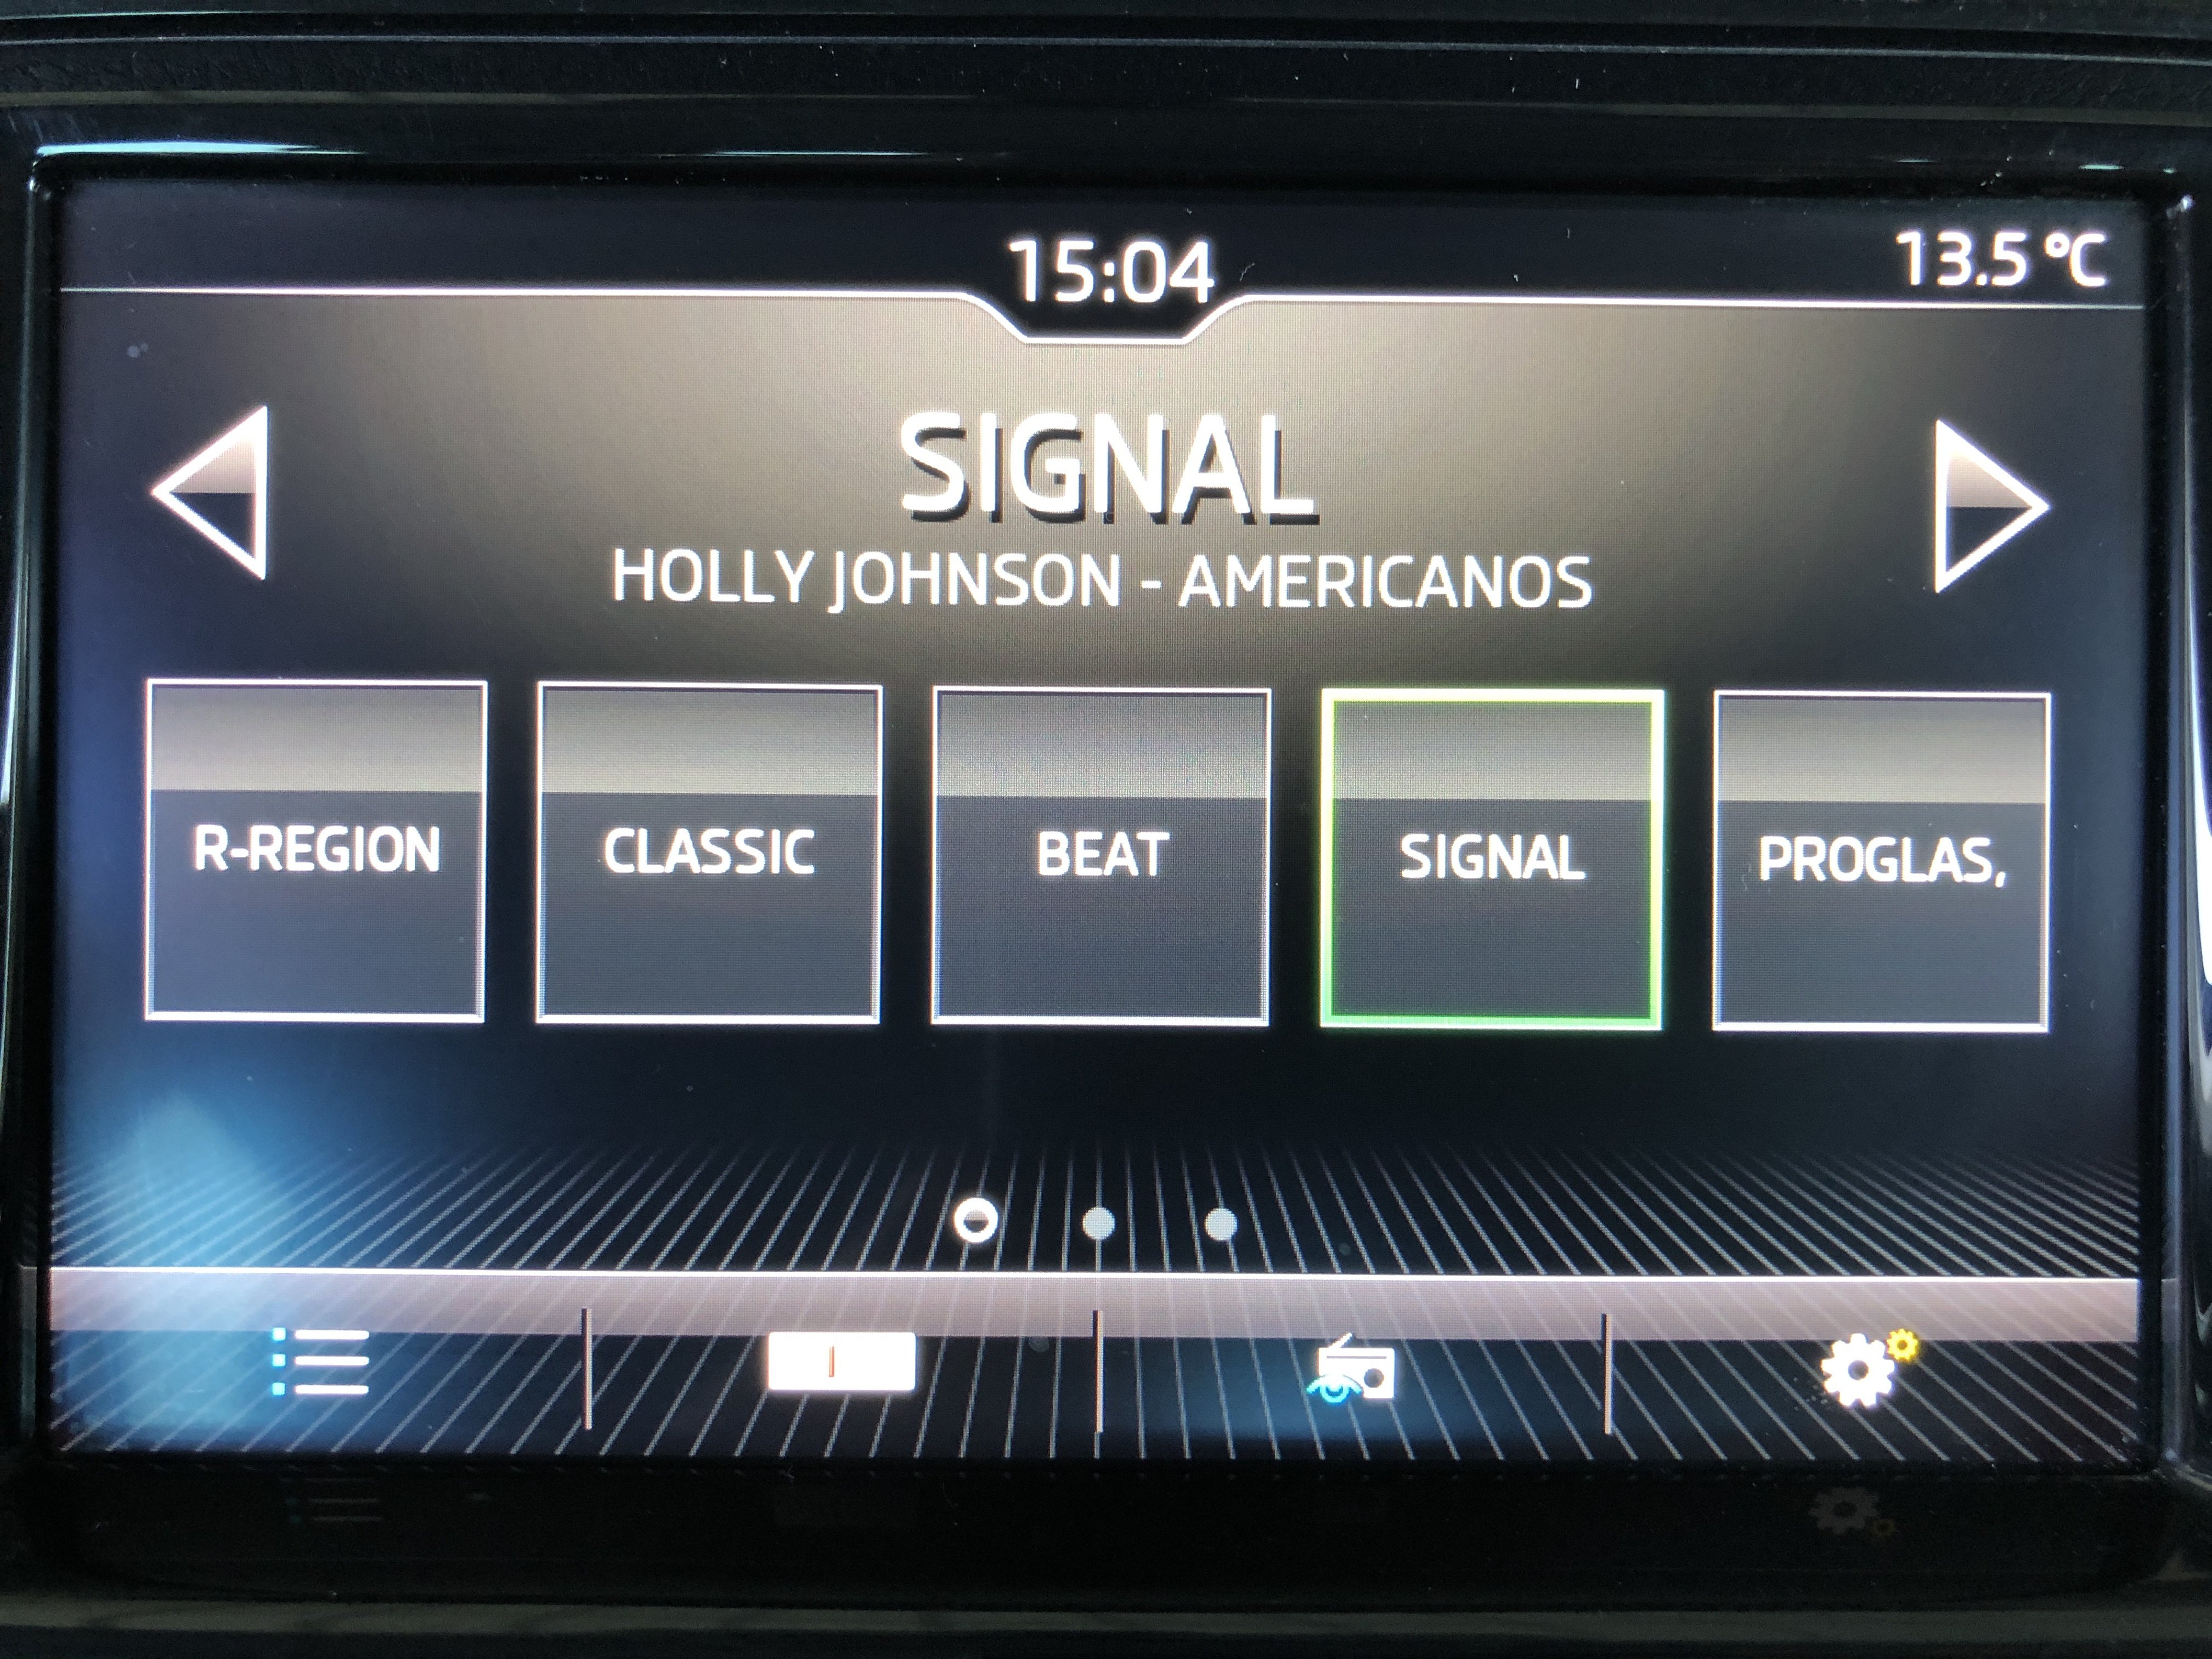 15:04
13.5 °C
SIGNAL
HOLLY JOHNSON - AMERICANOS
R-REGION
CLASSIC
BEAT
SIGNAL
PROGLAS,